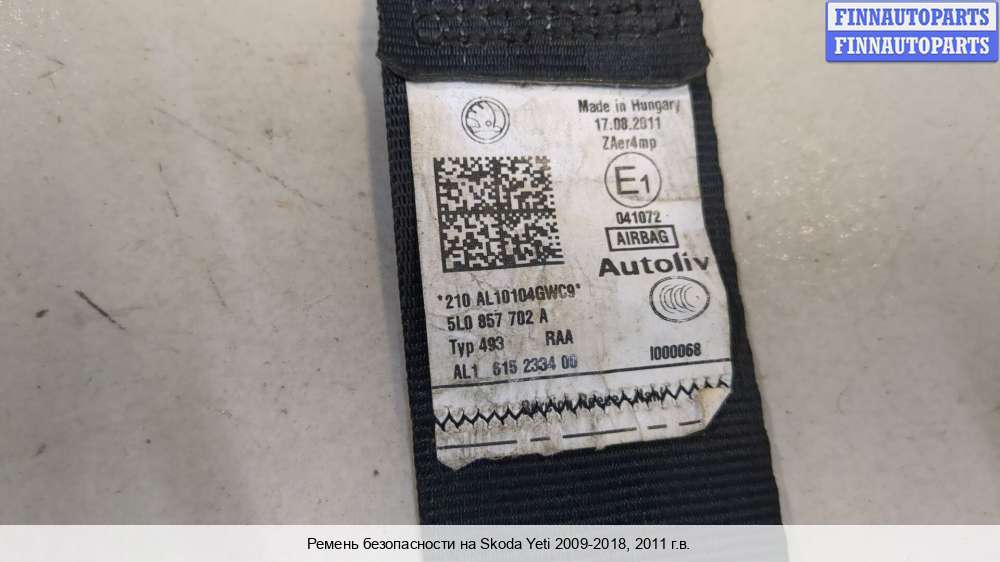 FINNAUTOPARTS
FINNAUTOPARTS
Made in Hungary
17.08.2011
ZAer4mp
E1
041072
AIRBAG
Autoliv
*210 AL10104GWC9*
5L0 857 702 A
Typ 493 RAA
AL1 615 2334 00
I000068
Ремень безопасности на Skoda Yeti 2009-2018, 2011 г.в.